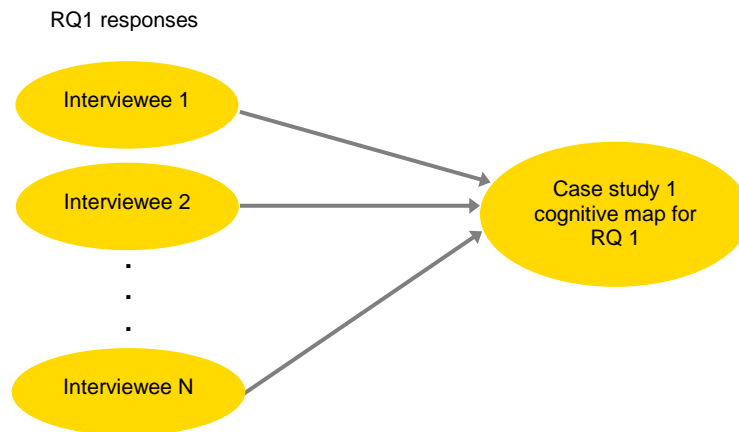 RQ1 responses
Interviewee 1
Interviewee 2
.
.
.
Interviewee N
Case study 1
cognitive map for
RQ 1